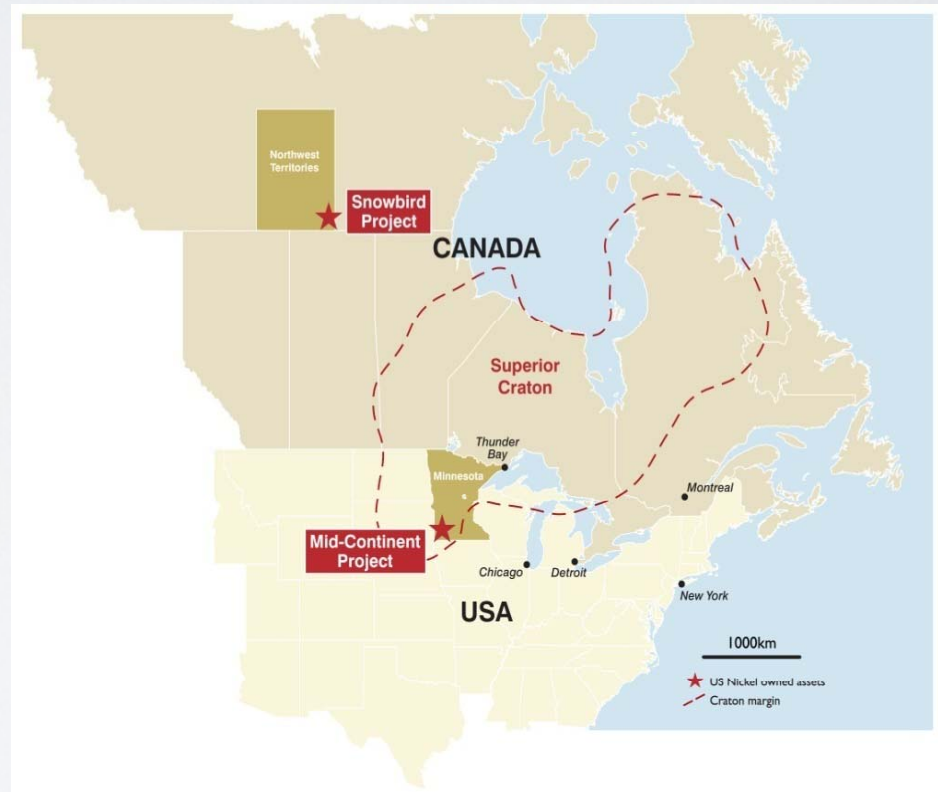 Northwest
Territories
Snowbird
Project
CANADA
Superior
Craton
Thunder
Bay
Minnesota
Montreal
Mid-Continent
Project
Chicago
Detroit
New York
USA
1000km
US Nickel owned assets
Craton margin